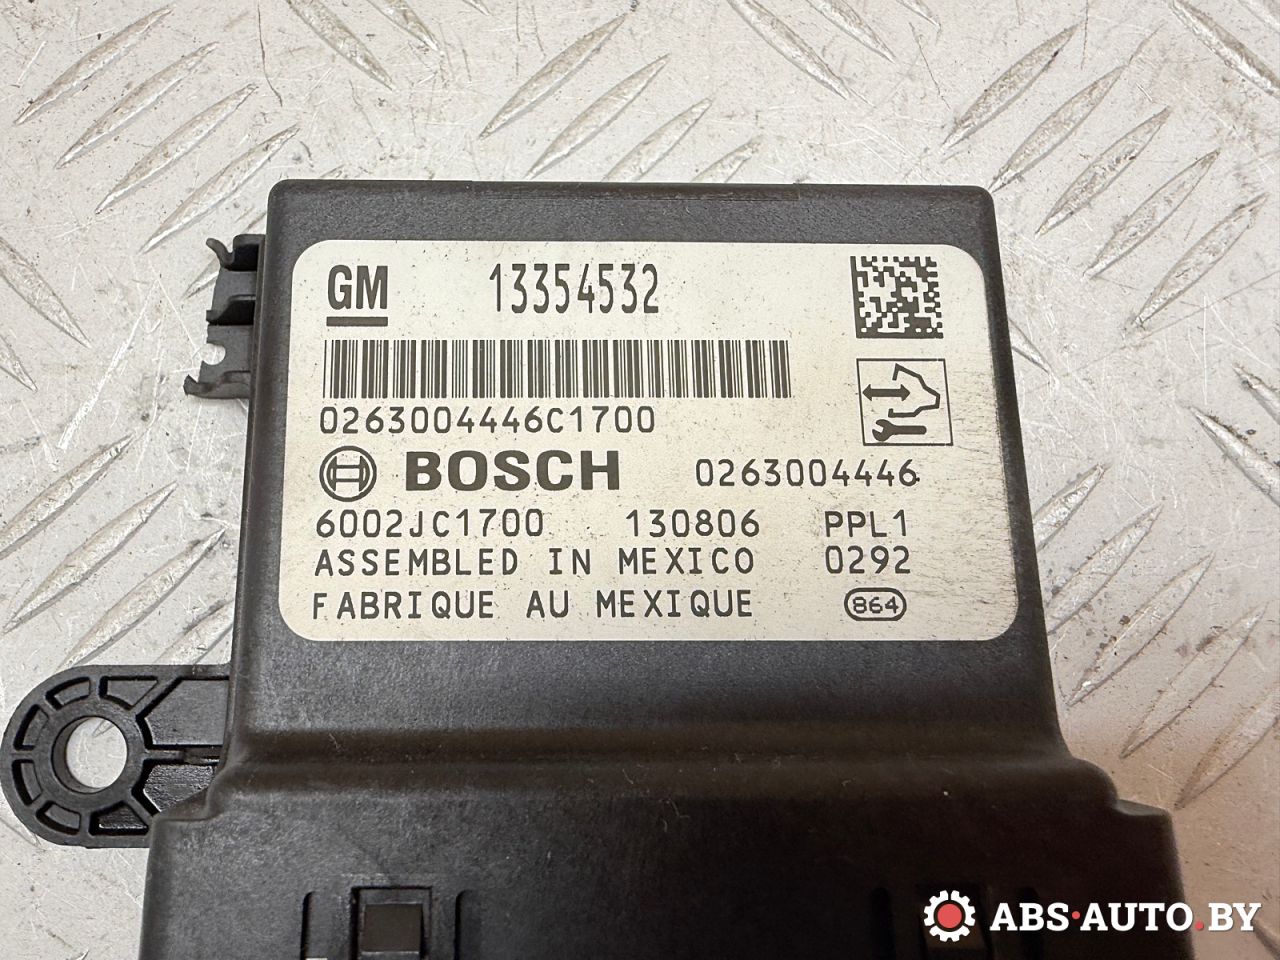 GM 13354532
0263004446C1700
BOSCH 0263004446
6002JC1700 130806 PPL1
ASSEMBLED IN MEXICO 0292
FABRIQUE AU MEXIQUE 864
ABS·AUTO.BY